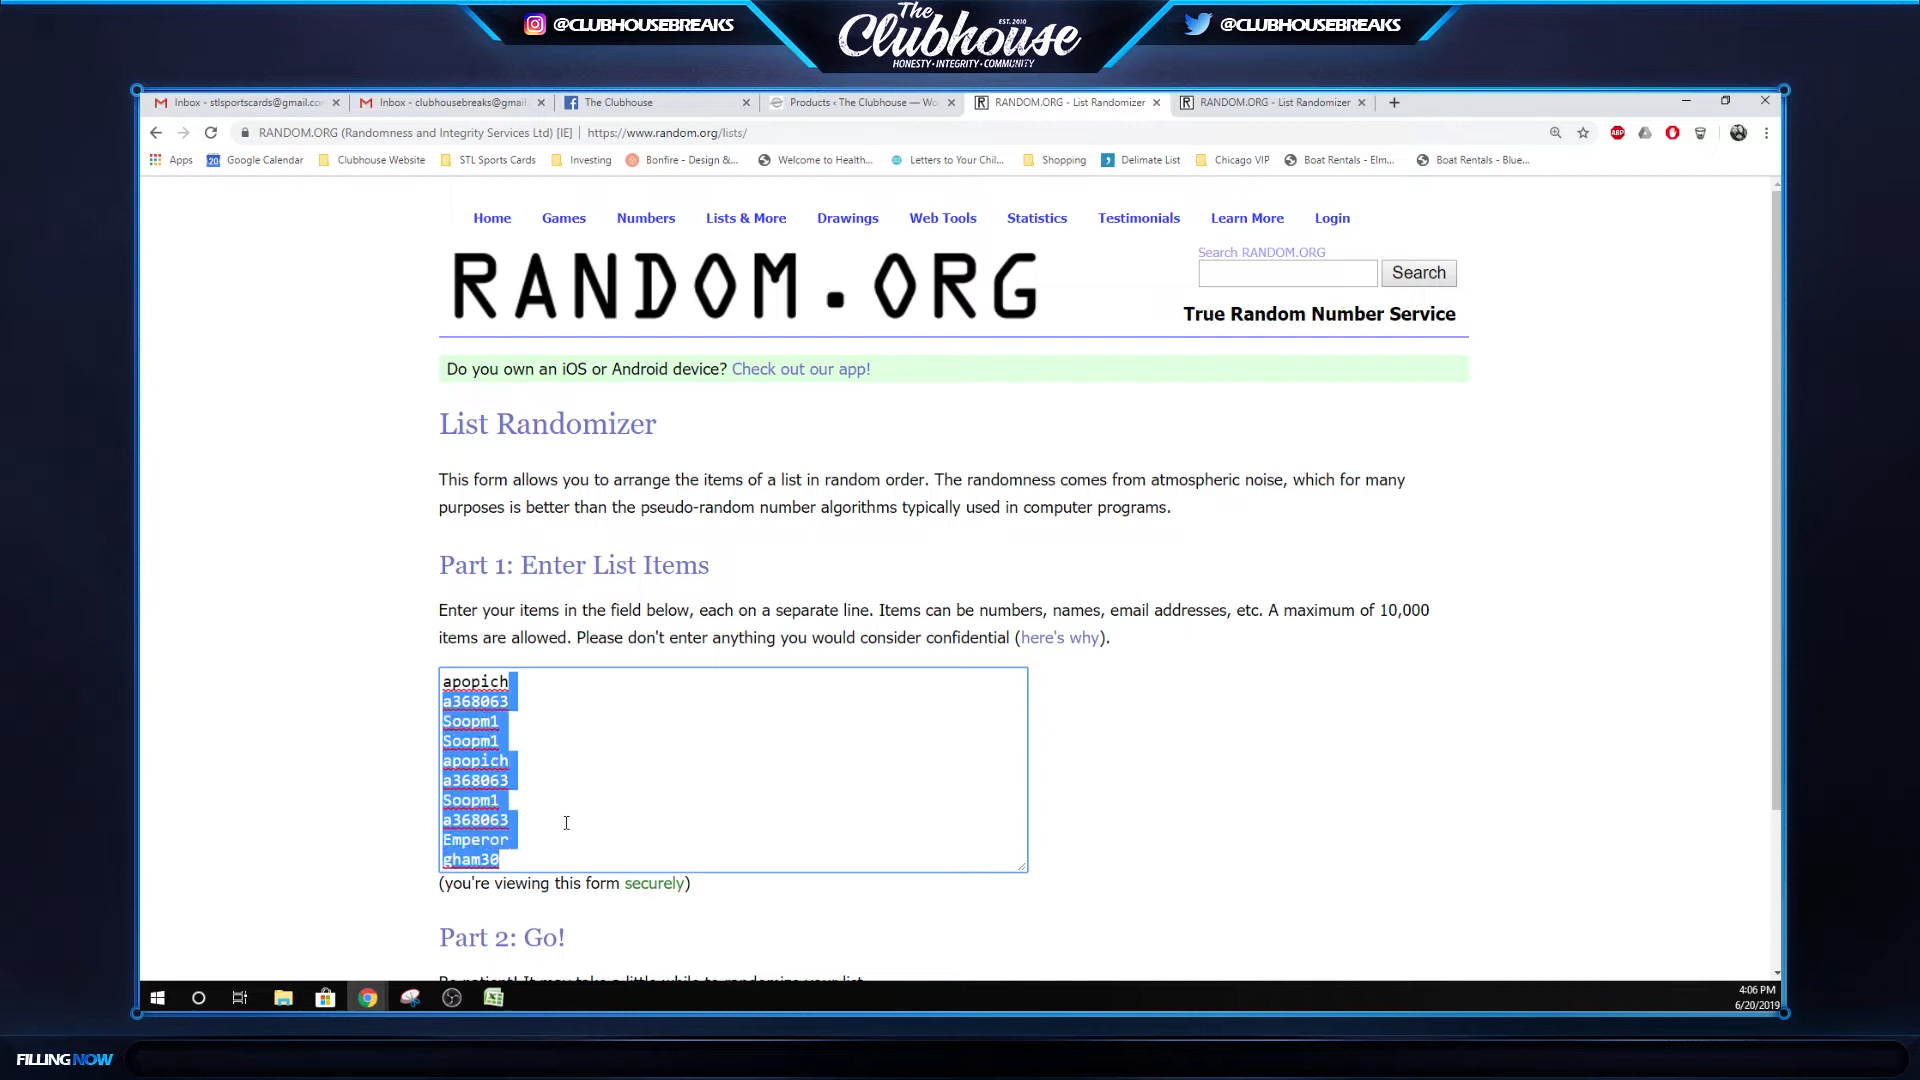 @CLUBHOUSEBREAKS
The Clubhouse
EST. 2010
HONESTY • INTEGRITY • COMMUNITY
@CLUBHOUSEBREAKS
Inbox - stlsportscards@gmail.co
Inbox - clubhousebreaks@gmail.
The Clubhouse
Products ‹ The Clubhouse — Wo
RANDOM.ORG - List Randomizer
RANDOM.ORG - List Randomizer
RANDOM.ORG (Randomness and Integrity Services Ltd) [IE] | https://www.random.org/lists/
Apps
Google Calendar
Clubhouse Website
STL Sports Cards
Investing
Bonfire - Design &...
Welcome to Health...
Letters to Your Chil...
Shopping
Delimate List
Chicago VIP
Boat Rentals - Elm...
Boat Rentals - Blue...
Home Games Numbers Lists & More Drawings Web Tools Statistics Testimonials Learn More Login
RANDOM.ORG
Search RANDOM.ORG
Search
True Random Number Service
Do you own an iOS or Android device? Check out our app!
List Randomizer
This form allows you to arrange the items of a list in random order. The randomness comes from atmospheric noise, which for many
purposes is better than the pseudo-random number algorithms typically used in computer programs.
Part 1: Enter List Items
Enter your items in the field below, each on a separate line. Items can be numbers, names, email addresses, etc. A maximum of 10,000
items are allowed. Please don't enter anything you would consider confidential (here's why).
apopich
a368063
Soopm1
Soopm1
apopich
a368063
Soopm1
a368063
Emperor
gham30
(you're viewing this form securely)
Part 2: Go!
Be patient! It may take a little while to randomize your list
4:06 PM
6/20/2019
FILLING NOW